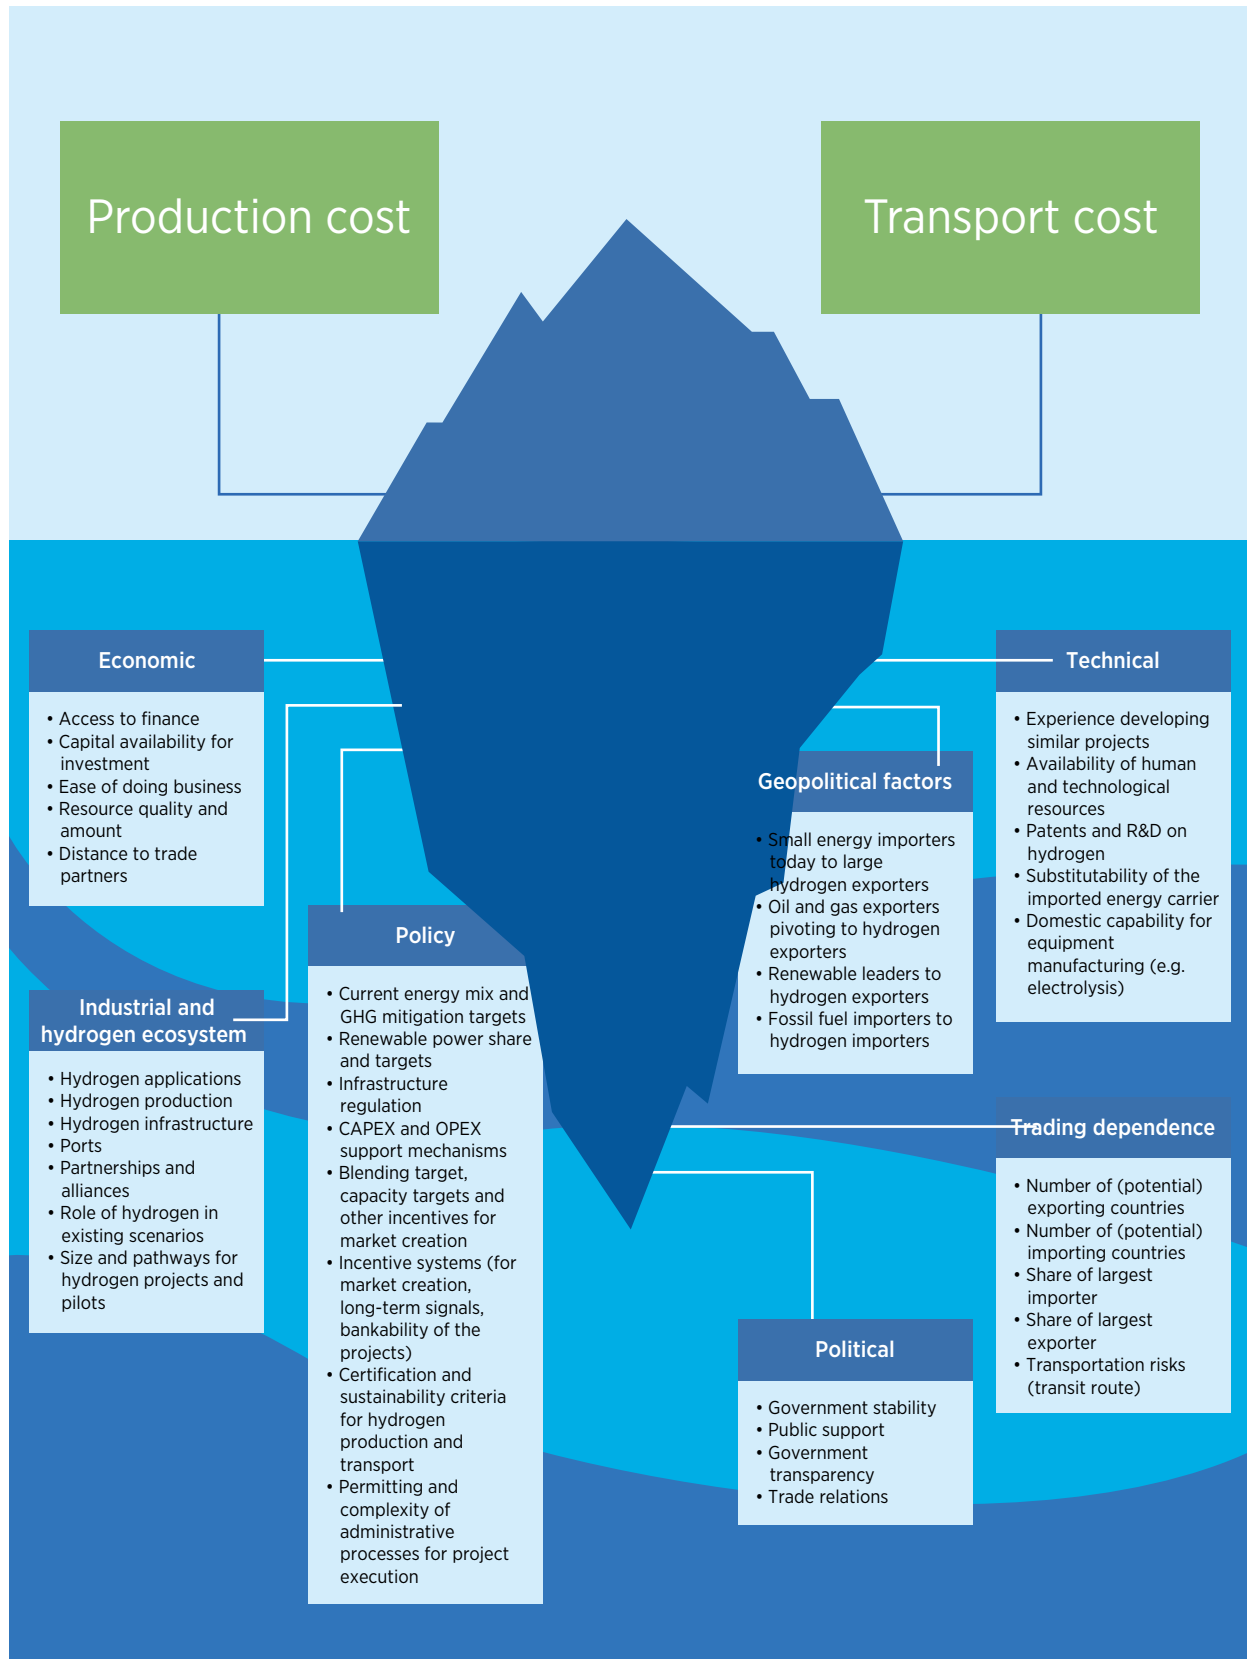 Production cost
Transport cost
Economic
• Access to finance
• Capital availability for
investment
• Ease of doing business
• Resource quality and
amount
• Distance to trade
partners
Industrial and
hydrogen ecosystem
• Hydrogen applications
• Hydrogen production
• Hydrogen infrastructure
• Ports
• Partnerships and
alliances
• Role of hydrogen in
existing scenarios
• Size and pathways for
hydrogen projects and
pilots
Policy
• Current energy mix and
GHG mitigation targets
• Renewable power share
and targets
• Infrastructure
regulation
• CAPEX and OPEX
support mechanisms
• Blending target,
capacity targets and
other incentives for
market creation
• Incentive systems (for
market creation,
long-term signals,
bankability of the
projects)
• Certification and
sustainability criteria
for hydrogen
production and
transport
• Permitting and
complexity of
administrative
processes for project
execution
Geopolitical factors
• Small energy importers
today to large
hydrogen exporters
• Oil and gas exporters
pivoting to hydrogen
exporters
• Renewable leaders to
hydrogen exporters
• Fossil fuel importers to
hydrogen importers
Political
• Government stability
• Public support
• Government
transparency
• Trade relations
Technical
• Experience developing
similar projects
• Availability of human
and technological
resources
• Patents and R&D on
hydrogen
• Substitutability of the
imported energy carrier
• Domestic capability for
equipment
manufacturing (e.g.
electrolysis)
Trading dependence
• Number of (potential)
exporting countries
• Number of (potential)
importing countries
• Share of largest
importer
• Share of largest
exporter
• Transportation risks
(transit route)